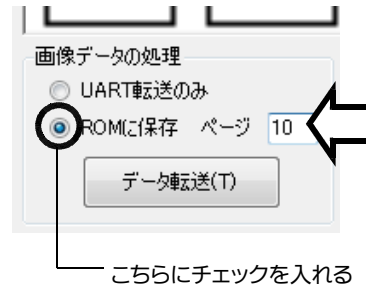 画像データの処理
UART転送のみ
ROMに保存 ページ 10
データ転送(T)
こちらにチェックを入れる